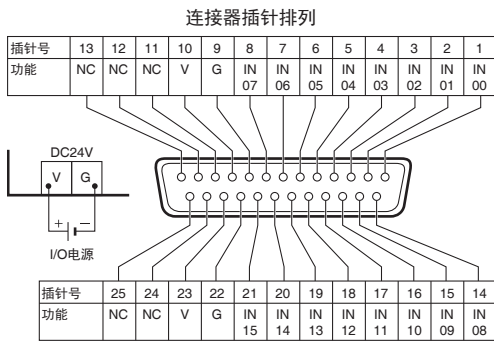 连接器插针排列
插针号 13 12 11 10 9 8 7 6 5 4 3 2 1
功能 NC NC NC V G IN 07 IN 06 IN 05 IN 04 IN 03 IN 02 IN 01 IN 00
DC24V
V G
+ −
I/O电源
插针号 25 24 23 22 21 20 19 18 17 16 15 14
功能 NC NC V G IN 15 IN 14 IN 13 IN 12 IN 11 IN 10 IN 09 IN 08